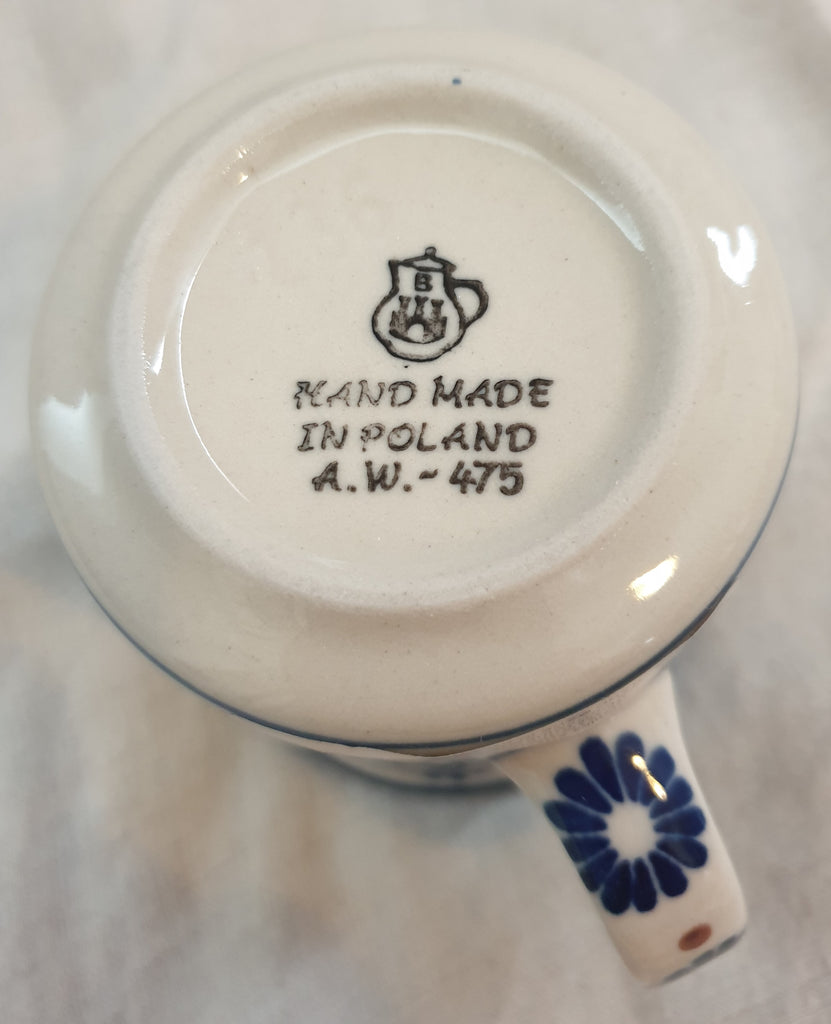 B
HAND MADE
IN POLAND
A.W.- 475